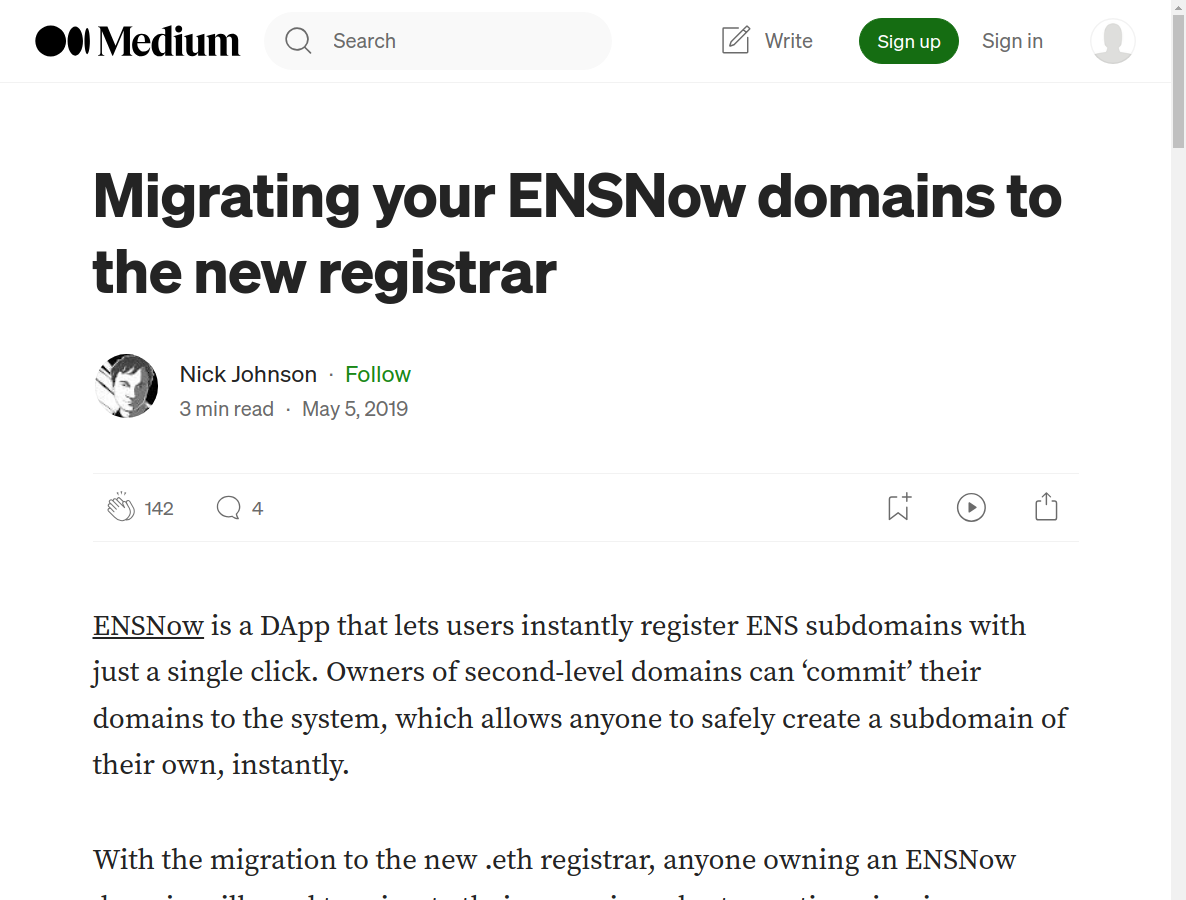 Medium
Search
Write
Sign up
Sign in
Migrating your ENSNow domains to
the new registrar
Nick Johnson · Follow
3 min read · May 5, 2019
142
4
ENSNow is a DApp that lets users instantly register ENS subdomains with
just a single click. Owners of second-level domains can ‘commit’ their
domains to the system, which allows anyone to safely create a subdomain of
their own, instantly.
With the migration to the new .eth registrar, anyone owning an ENSNow